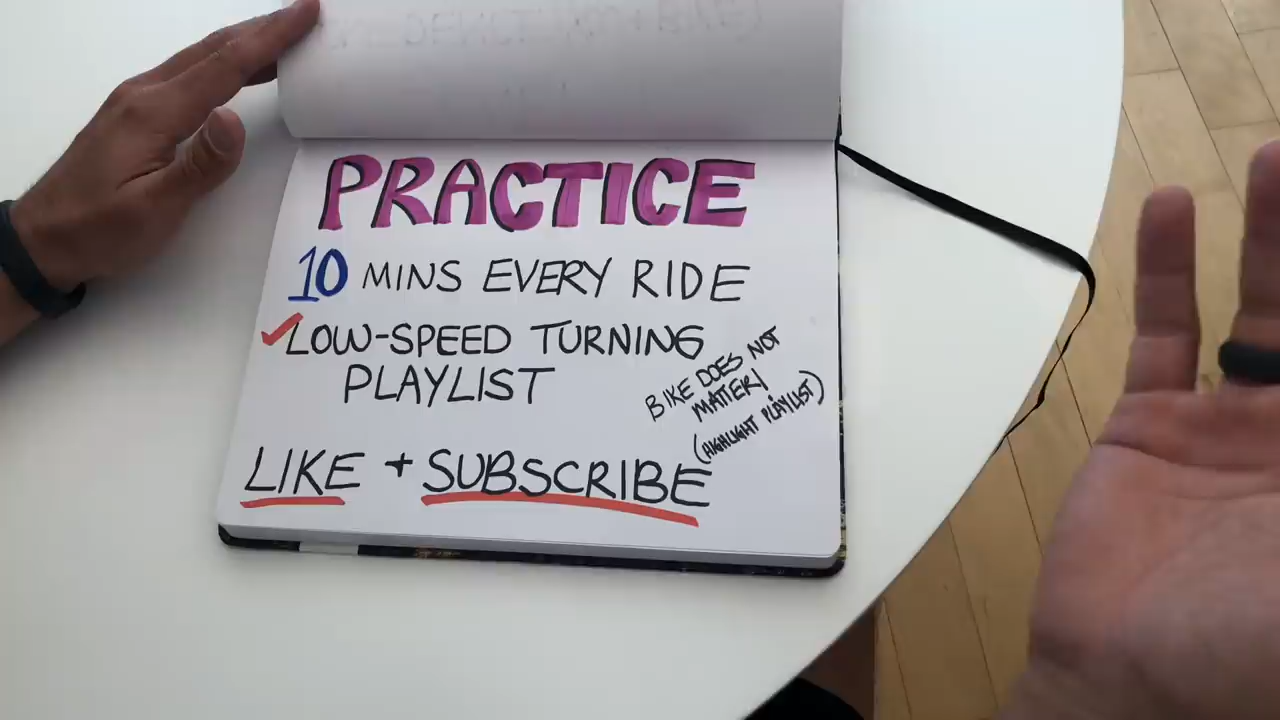 PRACTICE
10 MINS EVERY RIDE
LOW-SPEED TURNING
PLAYLIST
BIKE DOES NOT
MATTER!
(HIGHLIGHT PLAYLIST)
LIKE + SUBSCRIBE